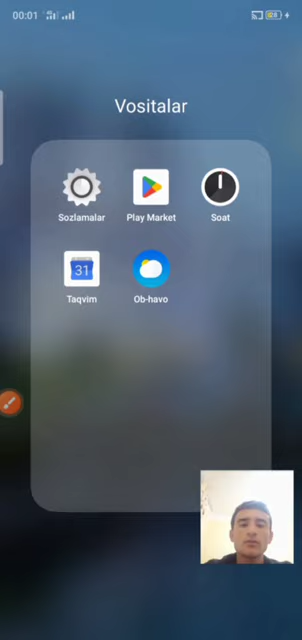 00:01
Vositalar
Sozlamalar
Play Market
Soat
31
Taqvim
Ob-havo